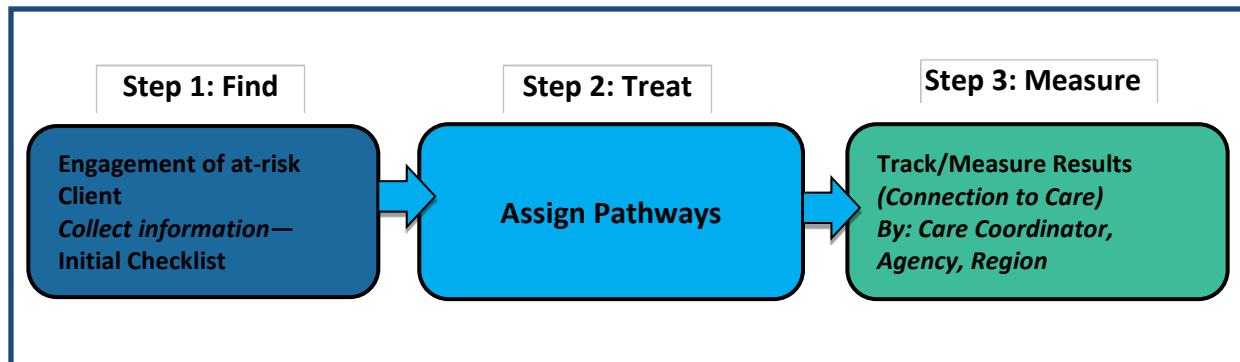 Step 1: Find
Step 2: Treat
Step 3: Measure
Engagement of at-risk
Client
Collect information—
Initial Checklist
Assign Pathways
Track/Measure Results
(Connection to Care)
By: Care Coordinator,
Agency, Region